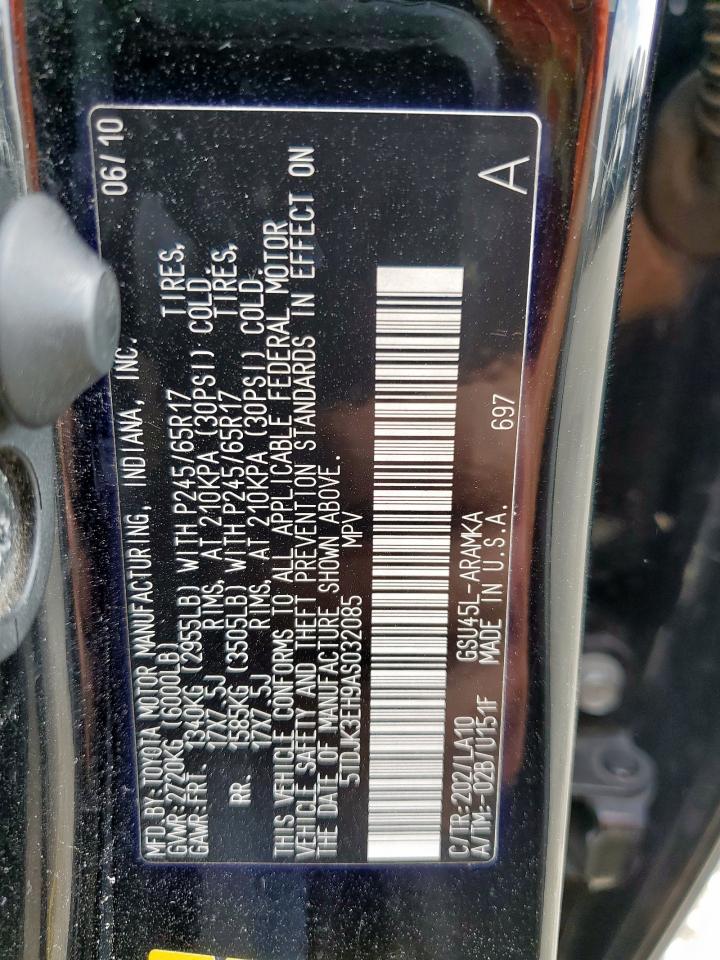 MFD.BY:TOYOTA MOTOR MANUFACTURING, INDIANA, INC. 06/10
GVWR:2720KG (6000LB)
GAWR:FRT. 1340KG (2955LB) WITH P245/65R17 TIRES,
17X7.5J RIMS, AT 210KPA (30PSI) COLD.
RR. 1585KG (3505LB) WITH P245/65R17 TIRES,
17X7.5J RIMS, AT 210KPA (30PSI) COLD.
THIS VEHICLE CONFORMS TO ALL APPLICABLE FEDERAL MOTOR
VEHICLE SAFETY AND THEFT PREVENTION STANDARDS IN EFFECT ON
THE DATE OF MANUFACTURE SHOWN ABOVE.
5TDJK3EH9AS032085 MPV
A
C/TR:202/LA10 GSU45L-ARAMKA
A/TM:-02B/U151F MADE IN U.S.A. 697